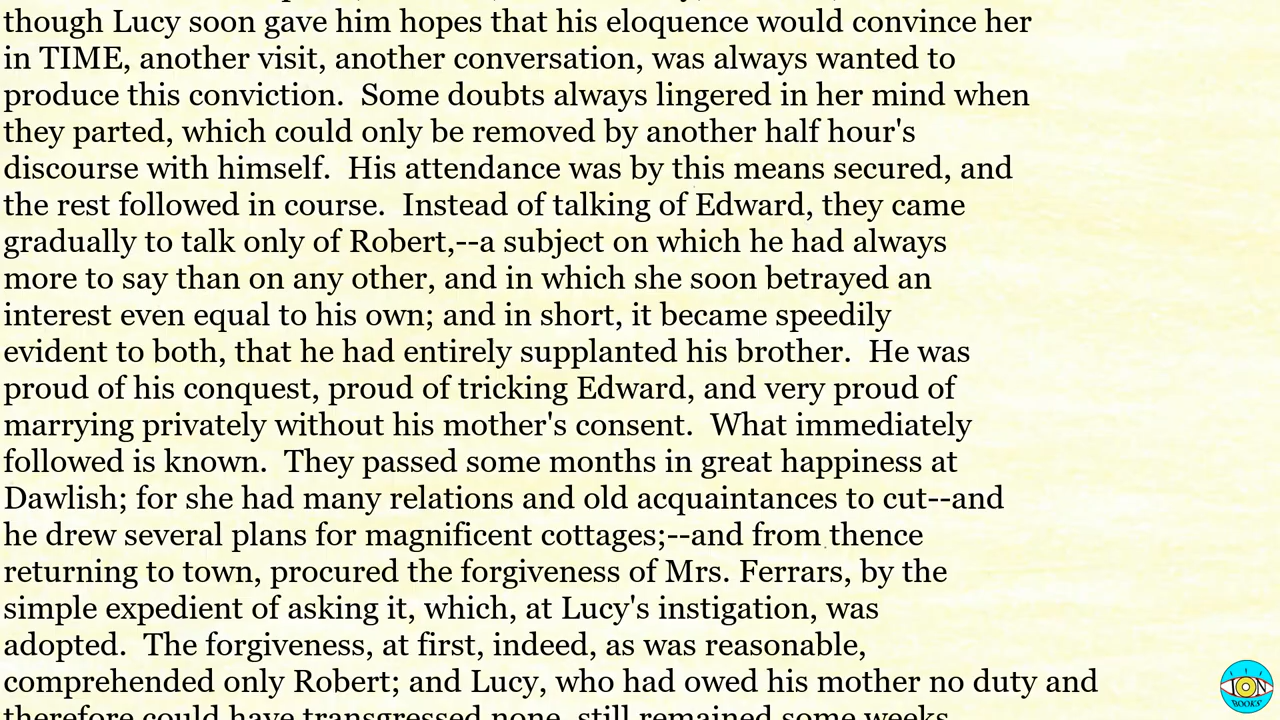 though Lucy soon gave him hopes that his eloquence would convince her
in TIME, another visit, another conversation, was always wanted to
produce this conviction.  Some doubts always lingered in her mind when
they parted, which could only be removed by another half hour's
discourse with himself.  His attendance was by this means secured, and
the rest followed in course.  Instead of talking of Edward, they came
gradually to talk only of Robert,--a subject on which he had always
more to say than on any other, and in which she soon betrayed an
interest even equal to his own; and in short, it became speedily
evident to both, that he had entirely supplanted his brother.  He was
proud of his conquest, proud of tricking Edward, and very proud of
marrying privately without his mother's consent.  What immediately
followed is known.  They passed some months in great happiness at
Dawlish; for she had many relations and old acquaintances to cut--and
he drew several plans for magnificent cottages;--and from thence
returning to town, procured the forgiveness of Mrs. Ferrars, by the
simple expedient of asking it, which, at Lucy's instigation, was
adopted.  The forgiveness, at first, indeed, as was reasonable,
comprehended only Robert; and Lucy, who had owed his mother no duty and
therefore could have transgressed none, still remained some weeks
ION
BOOKS